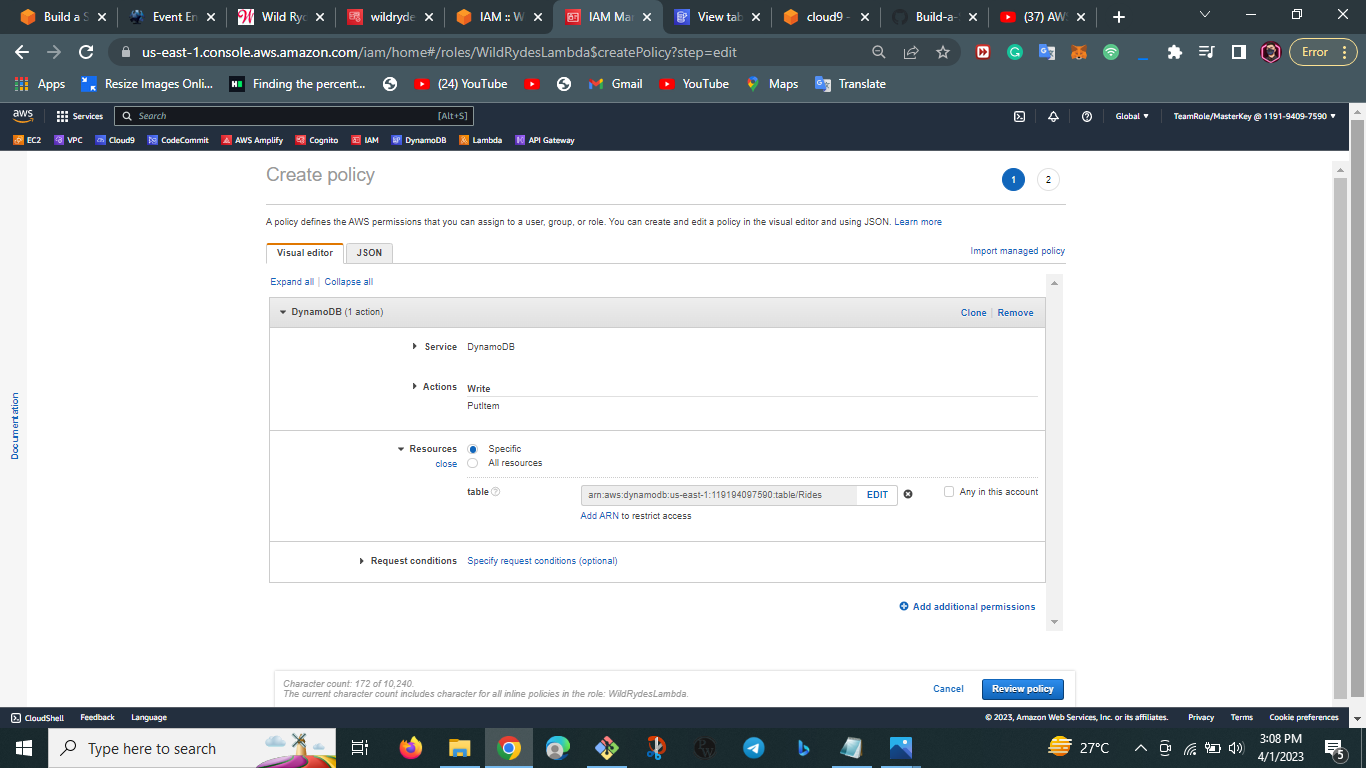 Build a S
Event En
Wild Ryd
wildryde
IAM :: W
IAM Mar
View tab
cloud9 -
Build-a-S
(37) AWS
us-east-1.console.aws.amazon.com/iam/home#/roles/WildRydesLambda$createPolicy?step=edit
Error
Apps
Resize Images Onli...
Finding the percent...
(24) YouTube
Gmail
YouTube
Maps
Translate
aws
Services
Search
[Alt+S]
Global
TeamRole/MasterKey @ 1191-9409-7590
EC2
VPC
Cloud9
CodeCommit
AWS Amplify
Cognito
IAM
DynamoDB
Lambda
API Gateway
Documentation
Create policy
1
2
A policy defines the AWS permissions that you can assign to a user, group, or role. You can create and edit a policy in the visual editor and using JSON. Learn more
Visual editor
JSON
Import managed policy
Expand all | Collapse all
DynamoDB (1 action)
Clone | Remove
Service
DynamoDB
Actions
Write
PutItem
Resources
close
Specific
All resources
table
arn:aws:dynamodb:us-east-1:119194097590:table/Rides
EDIT
Any in this account
Add ARN to restrict access
Request conditions
Specify request conditions (optional)
Add additional permissions
Character count: 172 of 10,240.
The current character count includes character for all inline policies in the role: WildRydesLambda.
Cancel
Review policy
CloudShell
Feedback
Language
© 2023, Amazon Web Services, Inc. or its affiliates.
Privacy
Terms
Cookie preferences
Type here to search
27°C
3:08 PM
4/1/2023
5